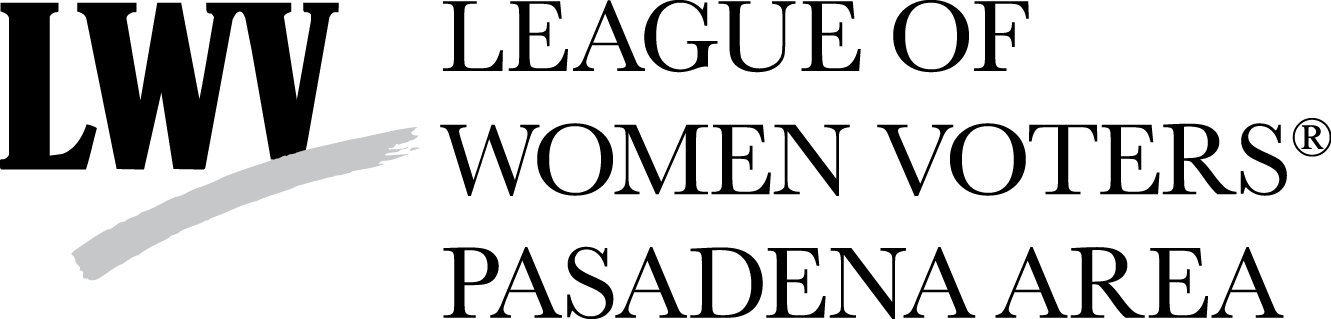 LWV
LEAGUE OF
WOMEN VOTERS®
PASADENA AREA